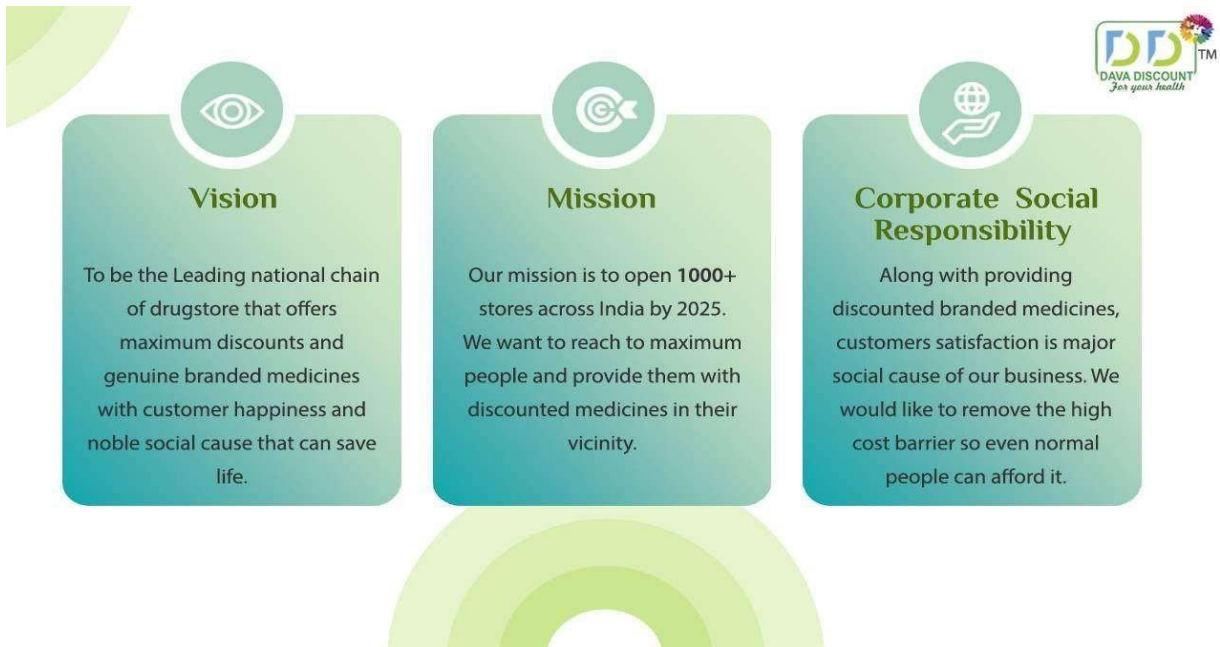 DD
TM
DAVA DISCOUNT
For your health
Vision
To be the Leading national chain
of drugstore that offers
maximum discounts and
genuine branded medicines
with customer happiness and
noble social cause that can save
life.
Mission
Our mission is to open 1000+
stores across India by 2025.
We want to reach to maximum
people and provide them with
discounted medicines in their
vicinity.
Corporate Social
Responsibility
Along with providing
discounted branded medicines,
customers satisfaction is major
social cause of our business. We
would like to remove the high
cost barrier so even normal
people can afford it.